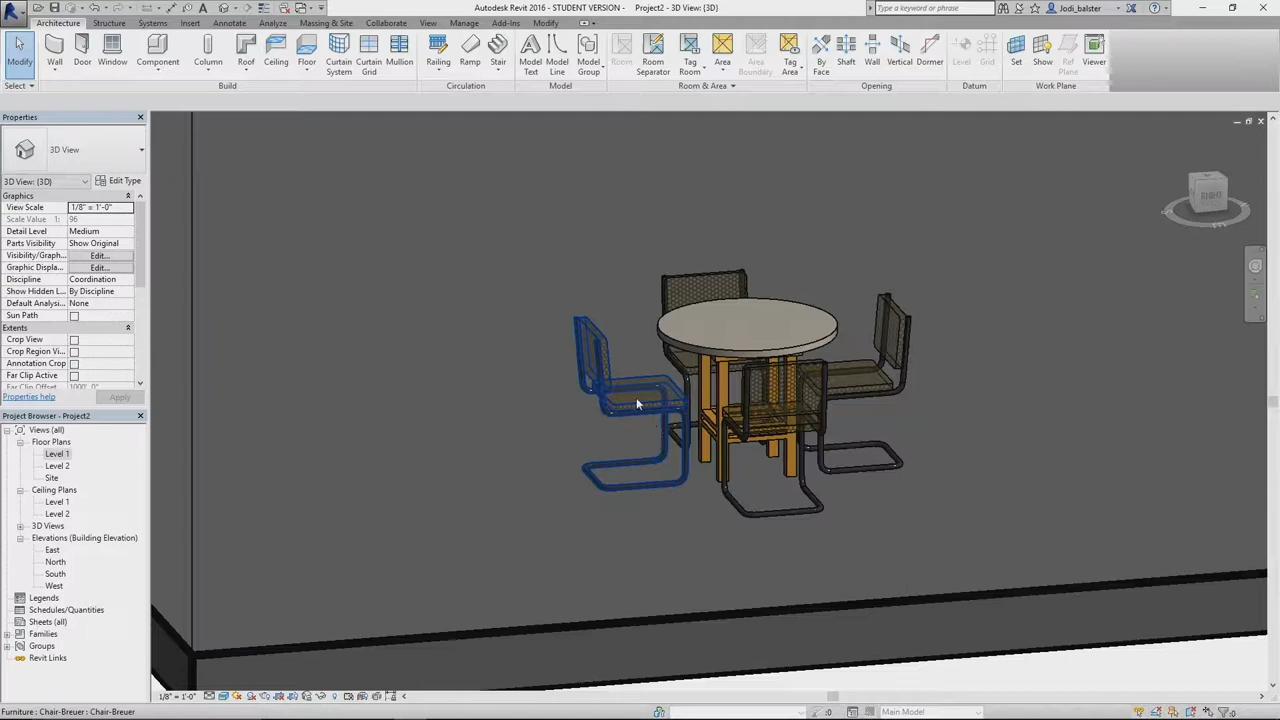 Autodesk Revit 2016 - STUDENT VERSION - Project2 - 3D View: {3D}
Type a keyword or phrase
Jodi_balster
Architecture Structure Systems Insert Annotate Analyze Massing & Site Collaborate View Manage Add-Ins Modify
Modify Wall Door Window Component Column Roof Ceiling Floor Curtain System Curtain Grid Mullion Railing Ramp Stair Model Text Model Line Model Group Room Room Separator Tag Room Area Area Boundary Tag Area By Face Shaft Wall Vertical Dormer Level Grid Set Show Ref Plane Viewer
Select Build Circulation Model Room & Area Opening Datum Work Plane
Properties
3D View
3D View: {3D} Edit Type
Graphics
View Scale 1/8" = 1'-0"
Scale Value 1: 96
Detail Level Medium
Parts Visibility Show Original
Visibility/Graph... Edit...
Graphic Displa... Edit...
Discipline Coordination
Show Hidden L... By Discipline
Default Analysi... None
Sun Path
Extents
Crop View
Crop Region Vi...
Annotation Crop
Far Clip Active
Far Clip Offset 1000' 0"
Properties help Apply
Project Browser - Project2
Views (all)
Floor Plans
Level 1
Level 2
Site
Ceiling Plans
Level 1
Level 2
3D Views
Elevations (Building Elevation)
East
North
South
West
Legends
Schedules/Quantities
Sheets (all)
Families
Groups
Revit Links
RIGHT
1/8" = 1'-0"
Furniture : Chair-Breuer : Chair-Breuer
:0 Main Model :0